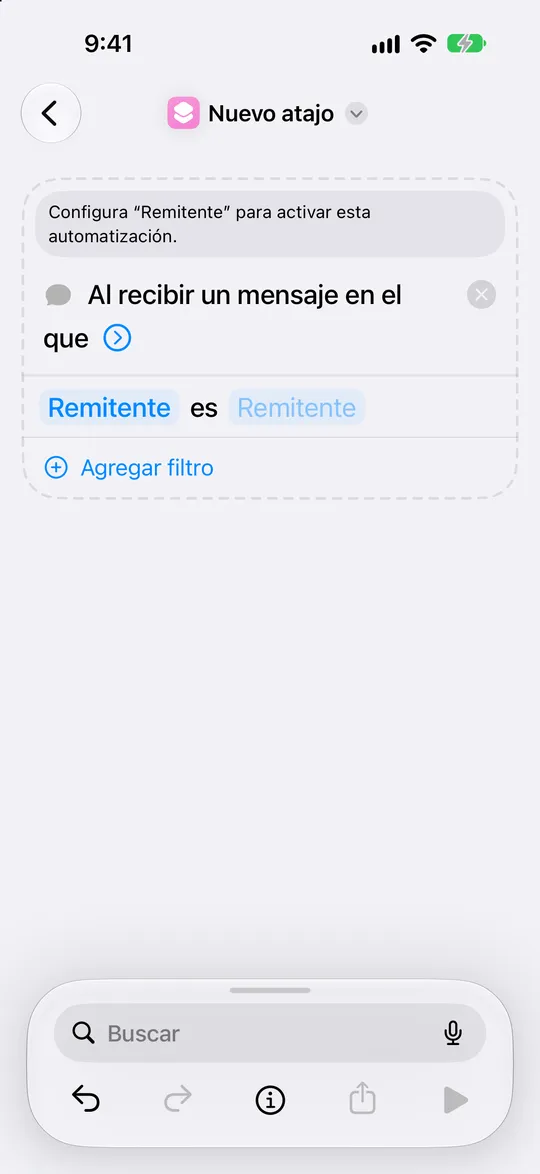 9:41
Nuevo atajo
Configura “Remitente” para activar esta
automatización.
Al recibir un mensaje en el
que
Remitente es Remitente
Agregar filtro
Buscar